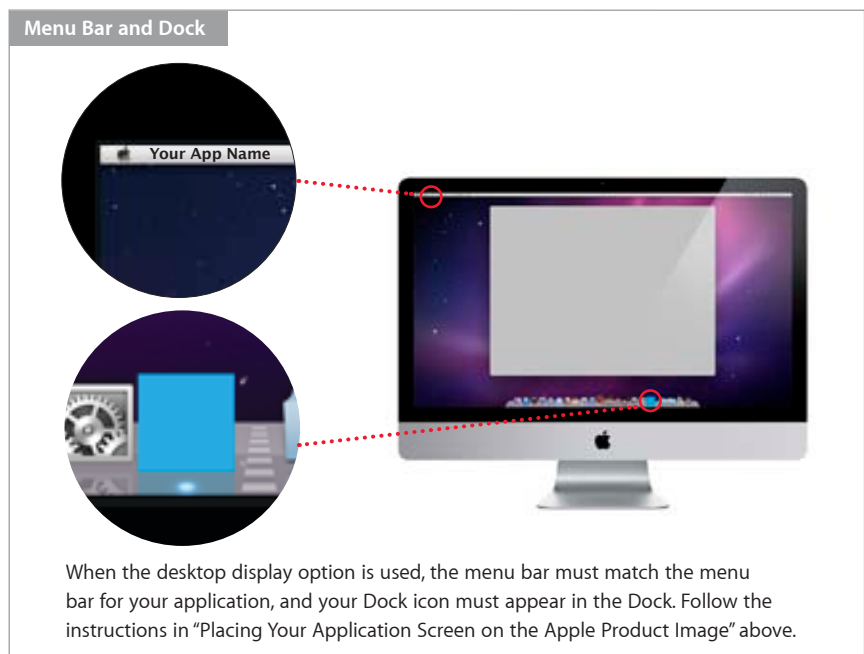 Menu Bar and Dock
Your App Name
When the desktop display option is used, the menu bar must match the menu
bar for your application, and your Dock icon must appear in the Dock. Follow the
instructions in “Placing Your Application Screen on the Apple Product Image” above.